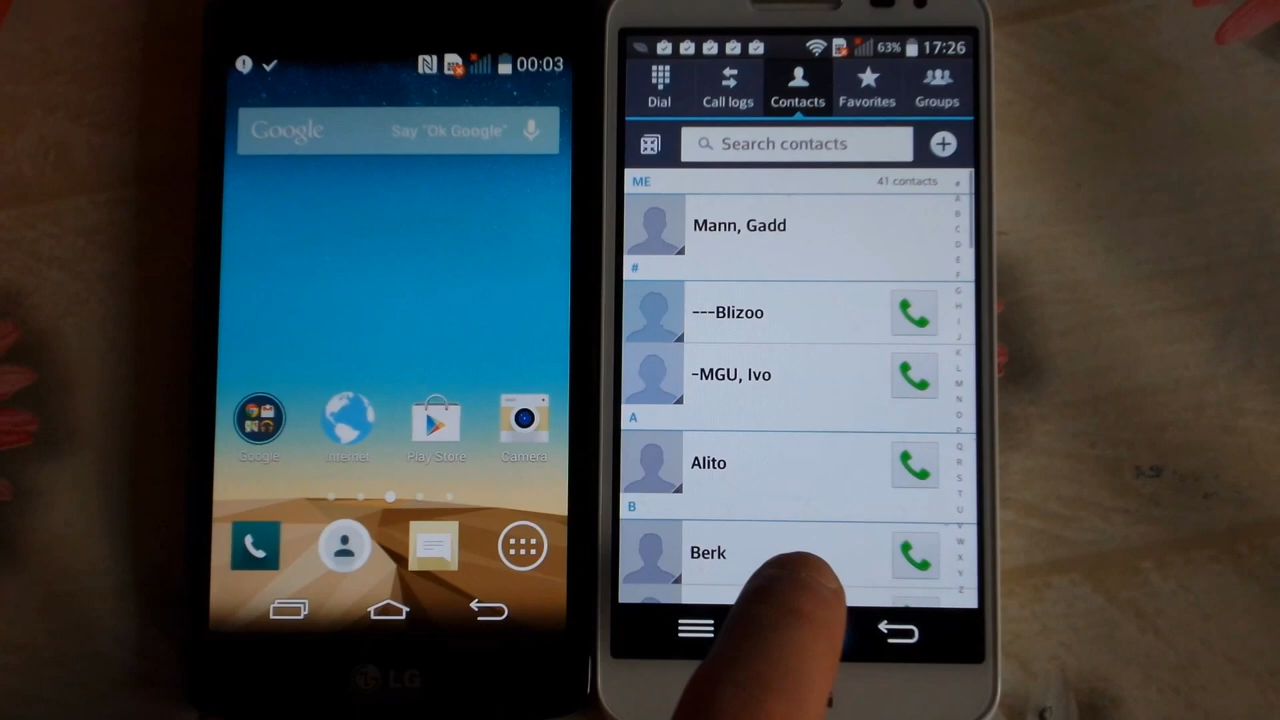 00:03
Google
Say "Ok Google"
Google
Internet
Play Store
Camera
LG
63%
17:26
Dial
Call logs
Contacts
Favorites
Groups
Search contacts
ME
41 contacts
Mann, Gadd
#
---Blizoo
-MGU, Ivo
A
Alito
B
Berk
#
A
B
C
D
E
F
G
H
I
J
K
L
M
N
O
P
Q
R
S
T
U
V
W
X
Y
Z